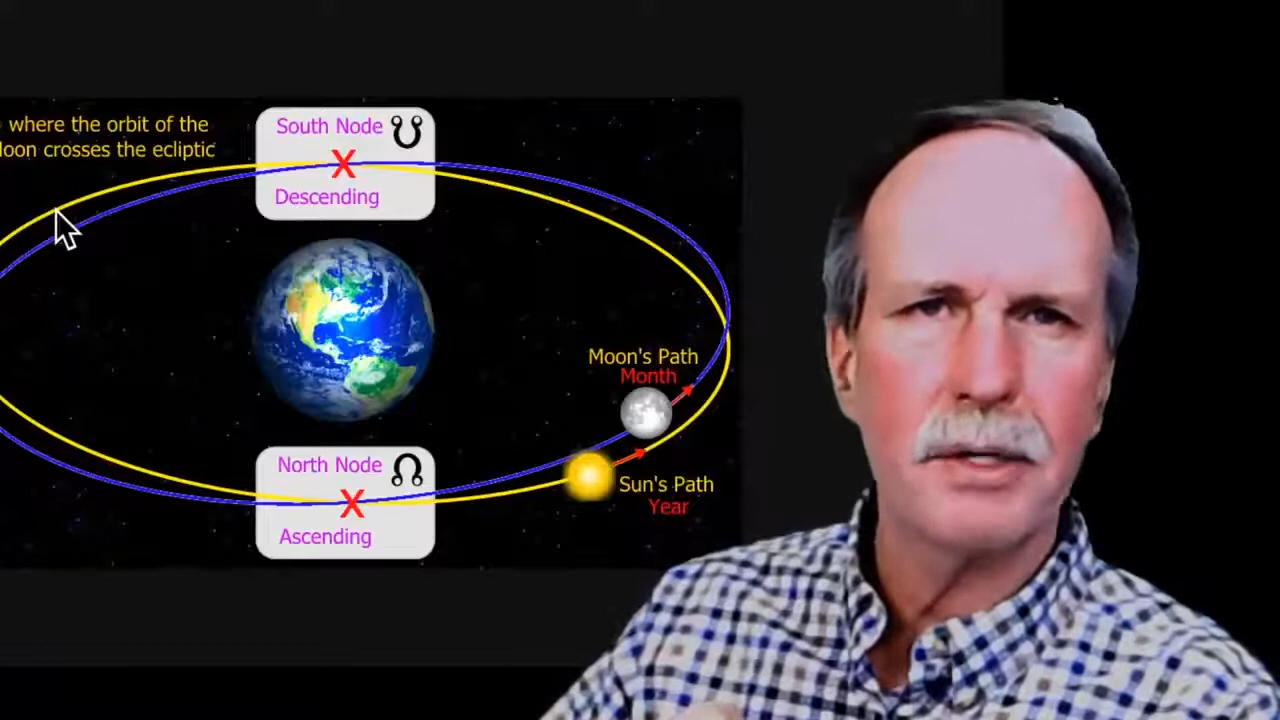 where the orbit of the
Moon crosses the ecliptic
South Node ☋
X
Descending
Moon's Path
Month
North Node ☊
X
Sun's Path
Year
Ascending